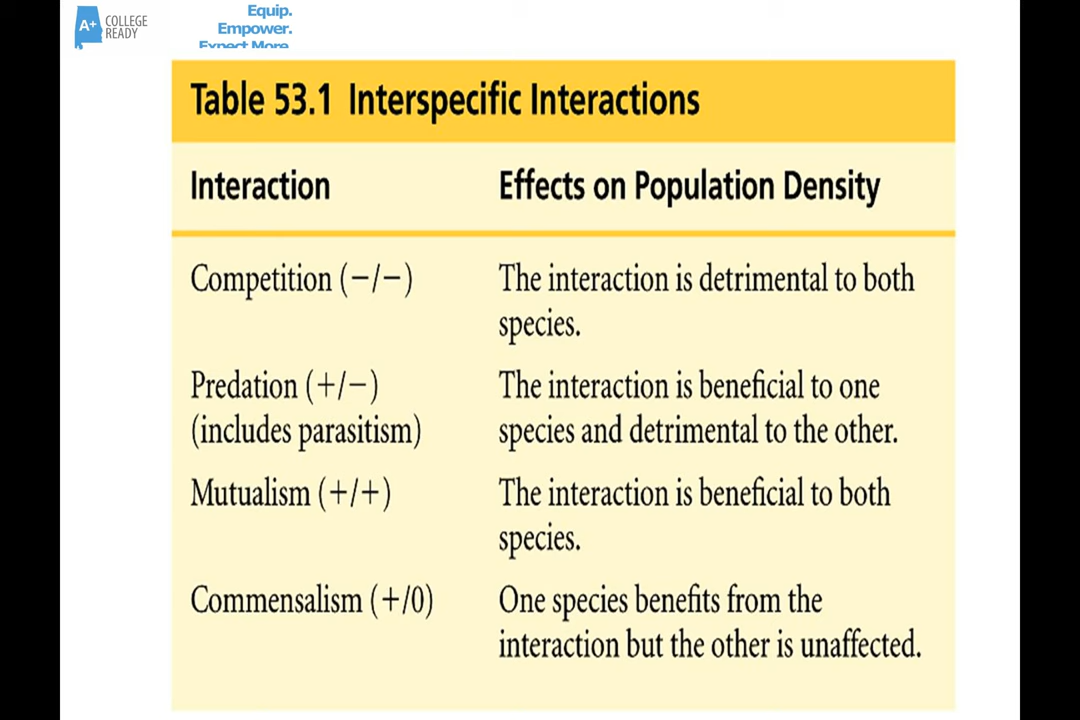 A+ COLLEGE
READY
Equip.
Empower.
Expect More.
Table 53.1 Interspecific Interactions
Interaction Effects on Population Density
Competition (−/−) The interaction is detrimental to both
species.
Predation (+/−) The interaction is beneficial to one
(includes parasitism) species and detrimental to the other.
Mutualism (+/+) The interaction is beneficial to both
species.
Commensalism (+/0) One species benefits from the
interaction but the other is unaffected.